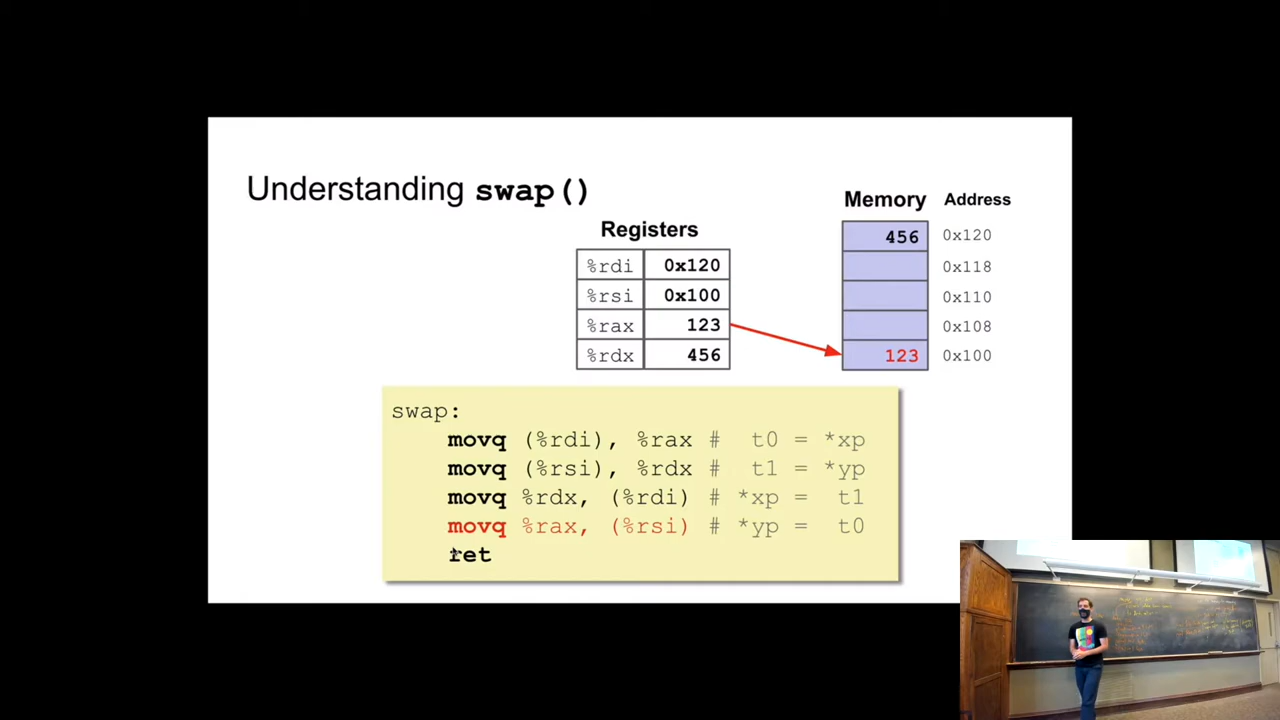 Understanding swap()
Registers
%rdi 0x120
%rsi 0x100
%rax 123
%rdx 456
Memory Address
456 0x120
0x118
0x110
0x108
123 0x100
swap:
movq (%rdi), %rax # t0 = *xp
movq (%rsi), %rdx # t1 = *yp
movq %rdx, (%rdi) # *xp = t1
movq %rax, (%rsi) # *yp = t0
ret